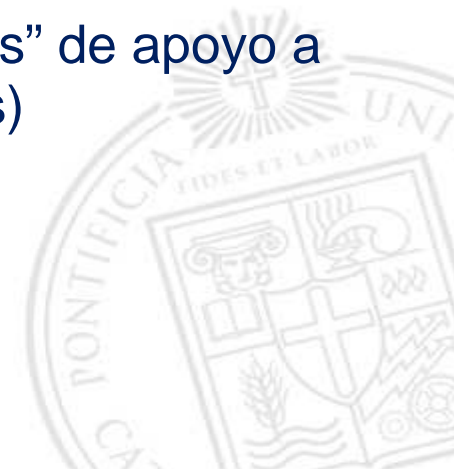 s” de apoyo a
s)
PONTIFICIA UNI
FIDES ET LABOR